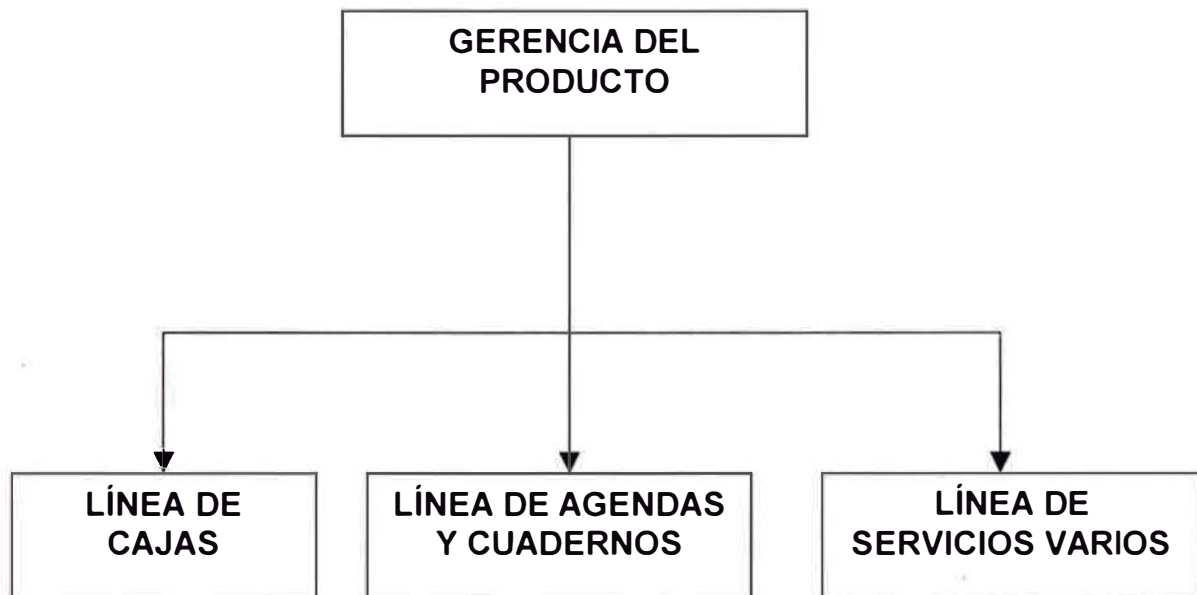 GERENCIA DEL
PRODUCTO
LÍNEA DE
CAJAS
LÍNEA DE AGENDAS
Y CUADERNOS
LÍNEA DE
SERVICIOS VARIOS